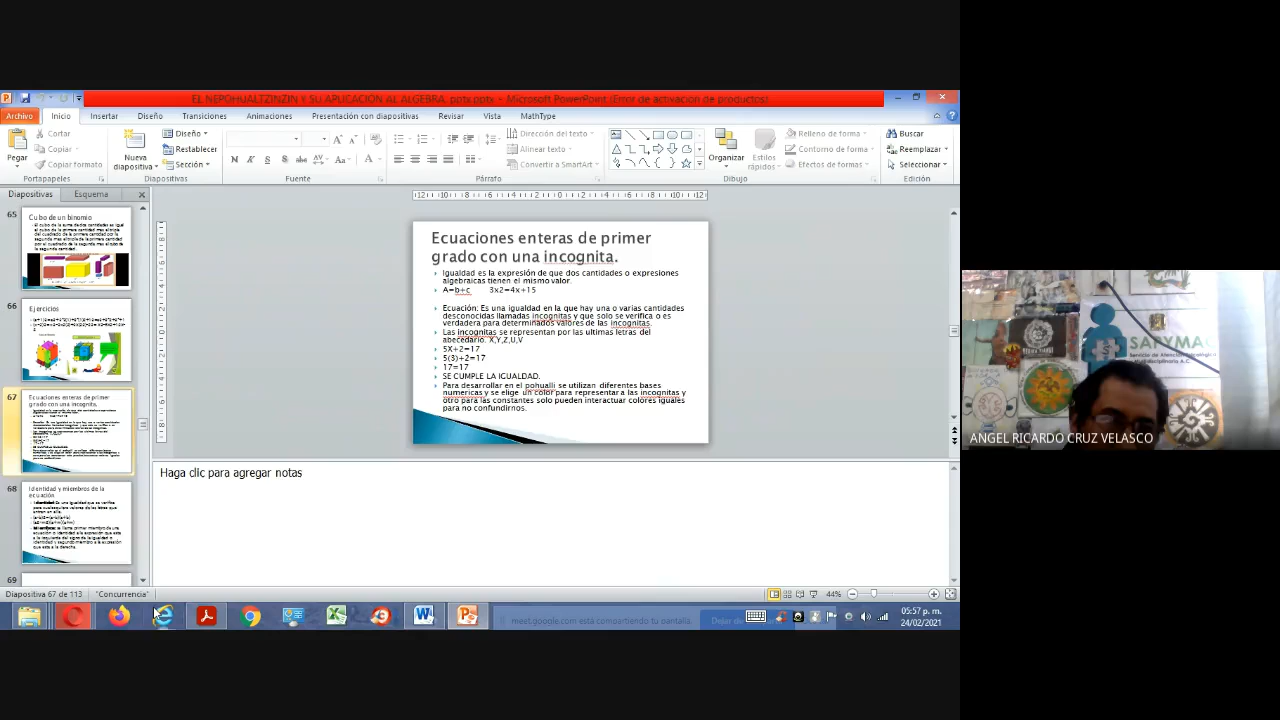 EL NEPOHUALTZINZIN Y SU APLICACION AL ALGEBRA. pptx.pptx - Microsoft PowerPoint (Error de activación de productos)
Archivo Inicio Insertar Diseño Transiciones Animaciones Presentación con diapositivas Revisar Vista MathType
Pegar
Cortar
Copiar
Copiar formato
Portapapeles
Nueva diapositiva
Diseño
Restablecer
Sección
Diapositivas
Fuente
Dirección del texto
Alinear texto
Convertir a SmartArt
Párrafo
Organizar
Estilos rápidos
Relleno de forma
Contorno de forma
Efectos de formas
Dibujo
Buscar
Reemplazar
Seleccionar
Edición
Diapositivas Esquema
65
Cubo de un binomio
66
Ejercicios
67
Ecuaciones enteras de primer
grado con una incognita.
68
Identidad y miembros de la
ecuación
69
Ecuaciones enteras de primer
grado con una incognita.
Igualdad es la expresión de que dos cantidades o expresiones
algebraicas tienen el mismo valor.
A=b+c 3x2=4x+15
Ecuación: Es una igualdad en la que hay una o varias cantidades
desconocidas llamadas incognitas y que solo se verifica o es
verdadera para determinados valores de las incognitas.
Las incognitas se representan por las ultimas letras del
abecedario. X,Y,Z,U,V
5X+2=17
5(3)+2=17
17=17
SE CUMPLE LA IGUALDAD.
Para desarrollar en el pohualli se utilizan diferentes bases
numericas y se elige un color para representar a las incognitas y
otro para las constantes solo pueden interactuar colores iguales
para no confundirnos.
Haga clic para agregar notas
Diapositiva 67 de 113 "Concurrencia" 44%
meet.google.com está compartiendo tu pantalla.
05:57 p. m.
24/02/2021
SAPYMA
ANGEL RICARDO CRUZ VELASCO